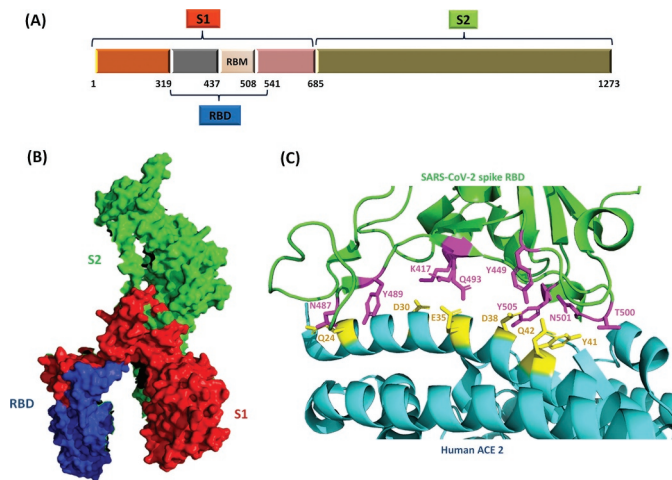 (A)
S1
S2
RBM
1
319
437
508
541
685
1273
RBD
(B)
S2
RBD
S1
(C)
SARS-CoV-2 spike RBD
K417
Q493
Y449
N487
Y489
D30
E35
D38
Y505
Q42
N501
T500
Q24
Y41
Human ACE 2